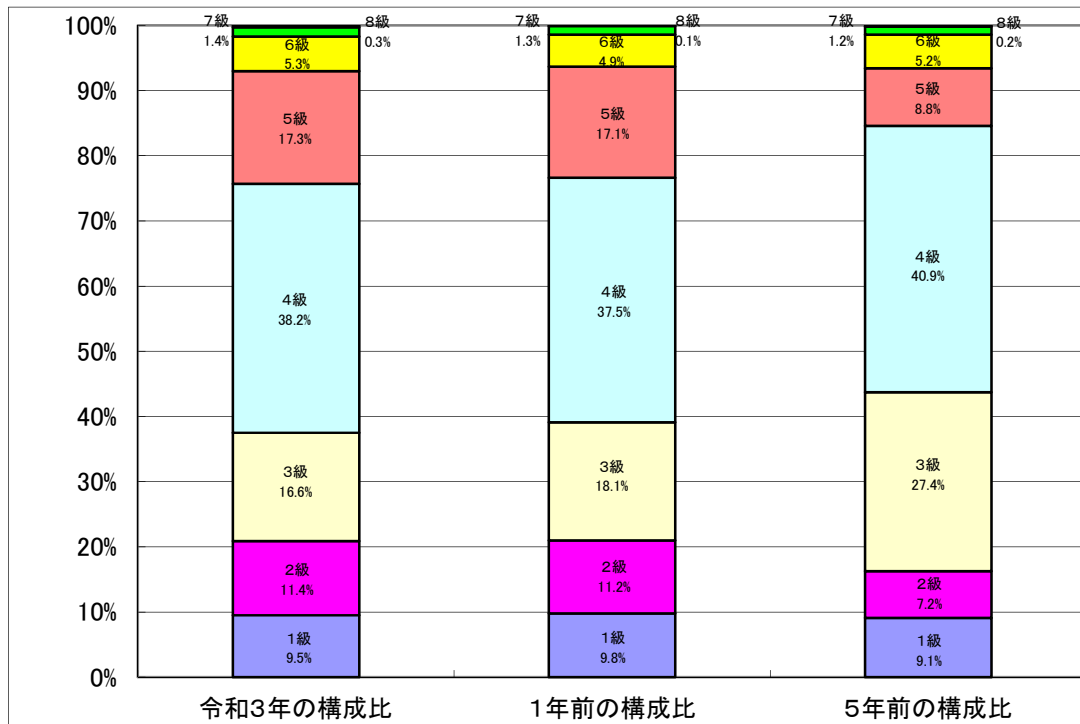 100%
90%
80%
70%
60%
50%
40%
30%
20%
10%
0%
7級
1.4%
8級
0.3%
6級
5.3%
5級
17.3%
4級
38.2%
3級
16.6%
2級
11.4%
1級
9.5%
令和3年の構成比
7級
1.3%
8級
0.1%
6級
4.9%
5級
17.1%
4級
37.5%
3級
18.1%
2級
11.2%
1級
9.8%
1年前の構成比
7級
1.2%
8級
0.2%
6級
5.2%
5級
8.8%
4級
40.9%
3級
27.4%
2級
7.2%
1級
9.1%
5年前の構成比